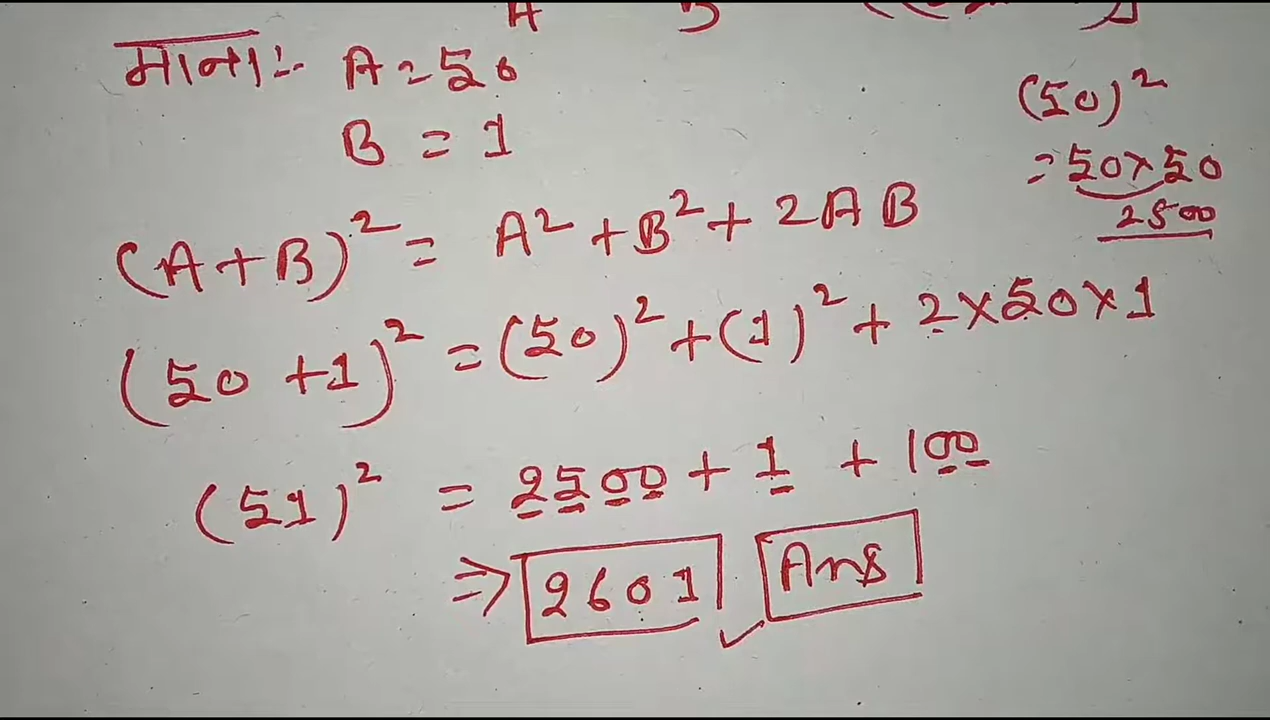 माना:- A = 50
B = 1
(A+B)² = A² + B² + 2AB
(50 +1)² = (50)² + (1)² + 2×50×1
(51)² = 2500 + 1 + 100
⇒ 2601 Ans
(50)²
= 50×50
2500